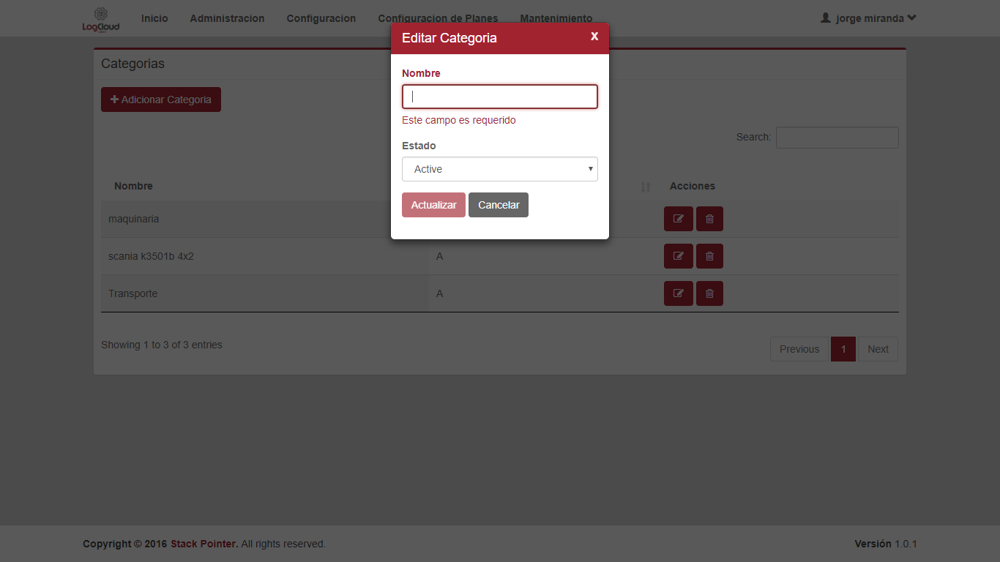 LogCloud
Inicio Administracion Configuracion Configuracion de Planes Mantenimiento jorge miranda
Editar Categoria x
Categorias
Nombre
Adicionar Categoria
Este campo es requerido
Search:
Estado
Active
Nombre Acciones
Actualizar Cancelar
maquinaria
scania k3501b 4x2 A
Transporte A
Showing 1 to 3 of 3 entries Previous 1 Next
Copyright © 2016 Stack Pointer. All rights reserved. Versión 1.0.1